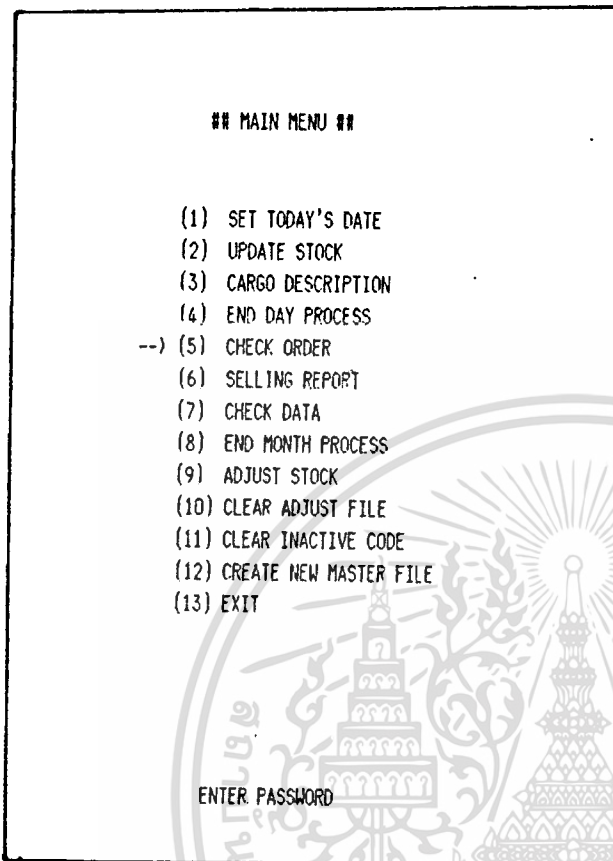 ## MAIN MENU ##
(1) SET TODAY'S DATE
(2) UPDATE STOCK
(3) CARGO DESCRIPTION
(4) END DAY PROCESS
--) (5) CHECK ORDER
(6) SELLING REPORT
(7) CHECK DATA
(8) END MONTH PROCESS
(9) ADJUST STOCK
(10) CLEAR ADJUST FILE
(11) CLEAR INACTIVE CODE
(12) CREATE NEW MASTER FILE
(13) EXIT
ENTER PASSWORD